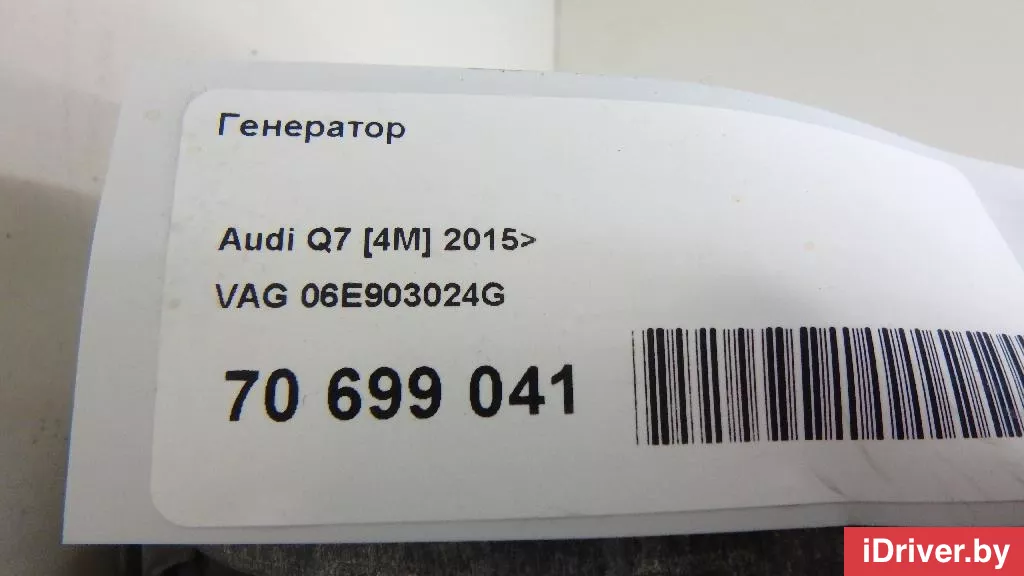 Генератор
Audi Q7 [4M] 2015>
VAG 06E903024G
70 699 041
iDriver.by